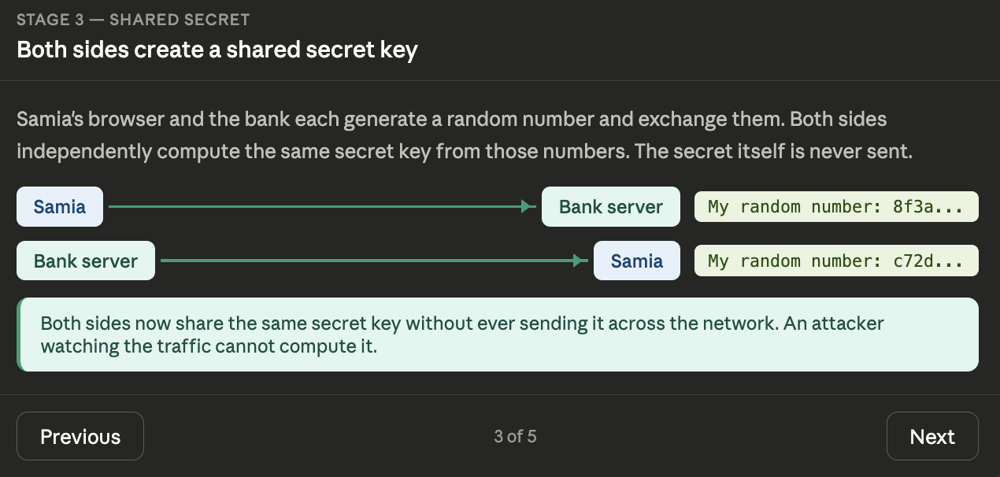 STAGE 3 — SHARED SECRET
Both sides create a shared secret key
Samia's browser and the bank each generate a random number and exchange them. Both sides
independently compute the same secret key from those numbers. The secret itself is never sent.
Samia Bank server My random number: 8f3a...
Bank server Samia My random number: c72d...
Both sides now share the same secret key without ever sending it across the network. An attacker
watching the traffic cannot compute it.
Previous 3 of 5 Next